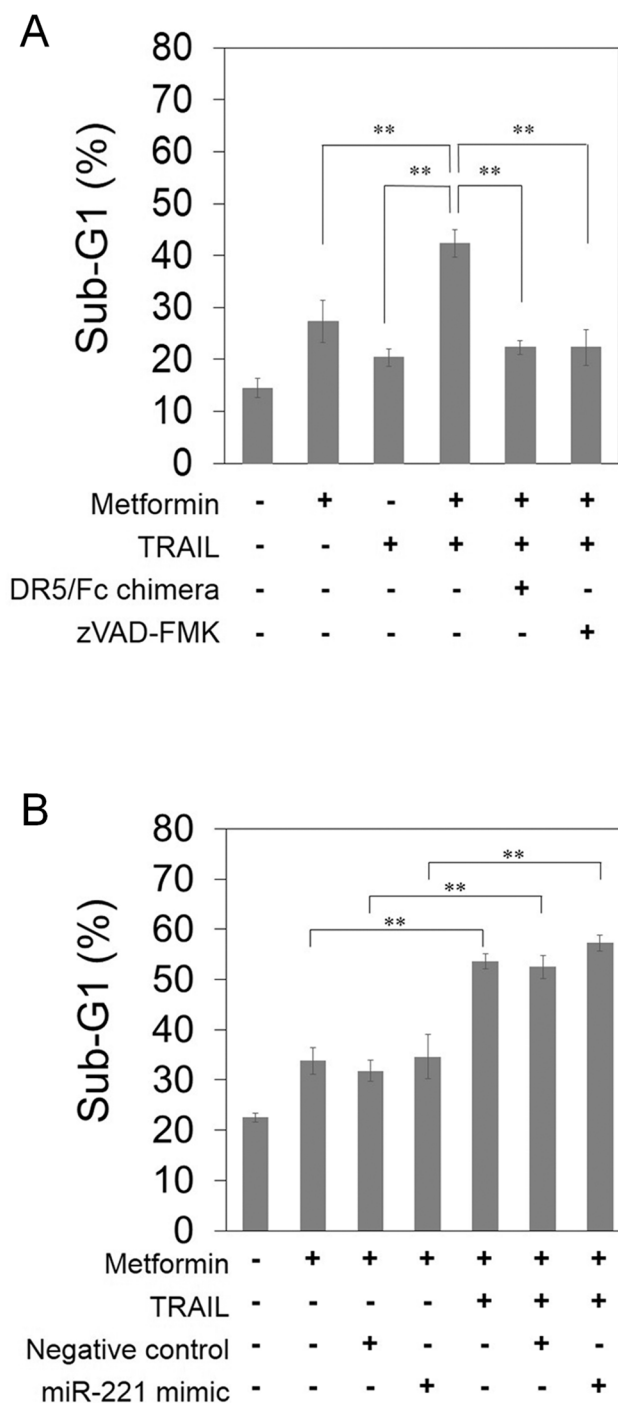 A
80
70
60
50
40
30
20
10
0
Sub-G1 (%)
** **
** **
Metformin - + - + + +
TRAIL - - + + + +
DR5/Fc chimera - - - - + -
zVAD-FMK - - - - - +
B
80
70
60
50
40
30
20
10
0
Sub-G1 (%)
**
**
**
Metformin - + + + + + +
TRAIL - - - - + + +
Negative control - - + - - + -
miR-221 mimic - - - + - - +